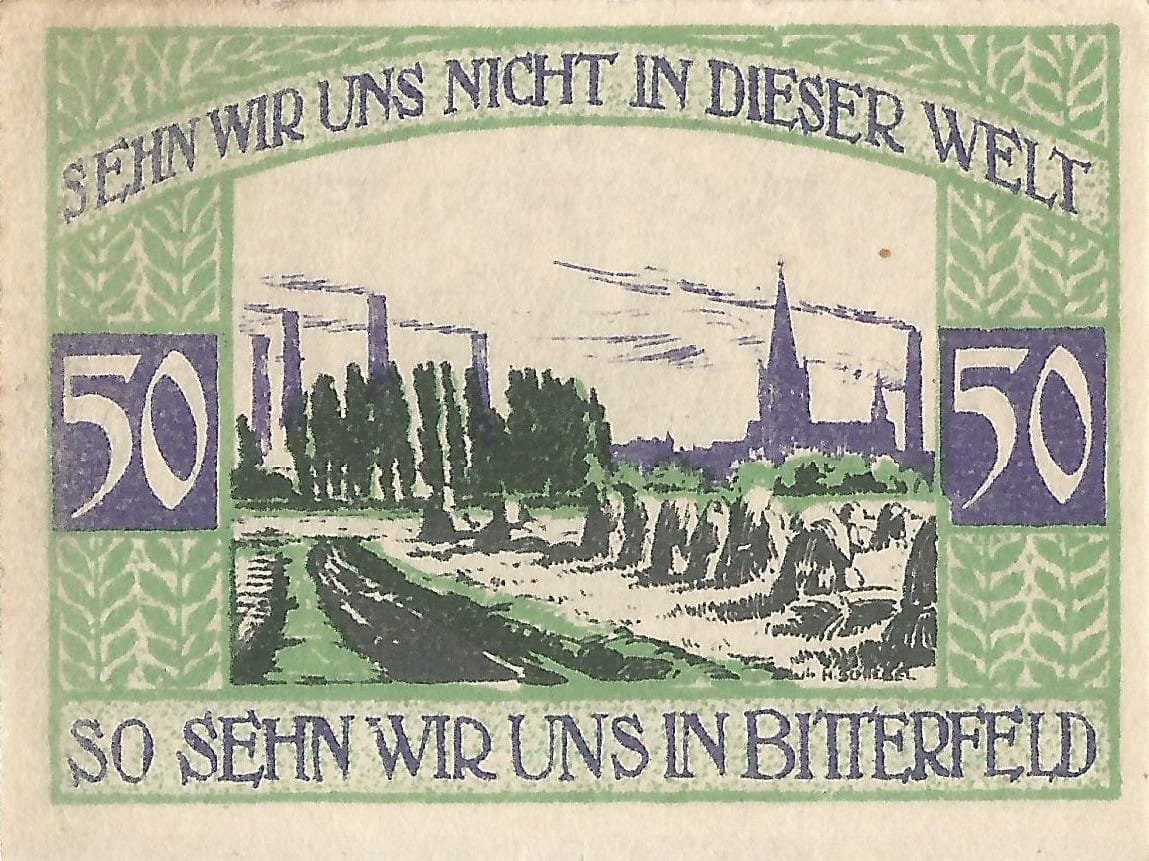 SEHN WIR UNS NICHT IN DIESER WELT
50 50
SO SEHN WIR UNS IN BITTERFELD